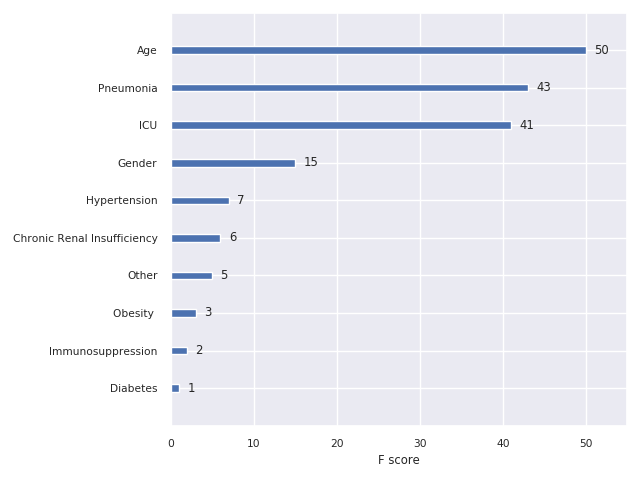 Age 50
Pneumonia 43
ICU 41
Gender 15
Hypertension 7
Chronic Renal Insufficiency 6
Other 5
Obesity 3
Immunosuppression 2
Diabetes 1
0 10 20 30 40 50
F score